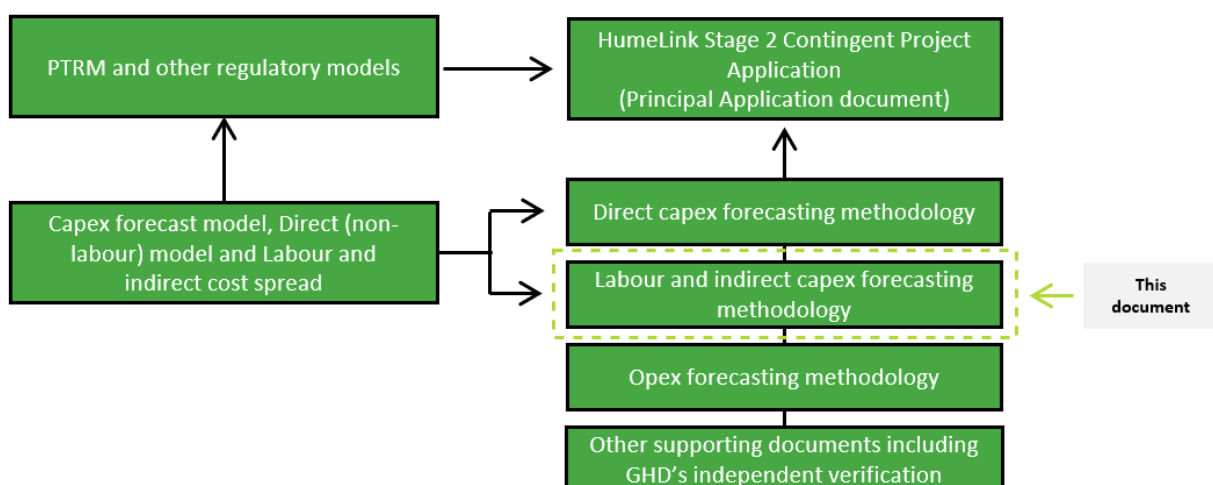 PTRM and other regulatory models
HumeLink Stage 2 Contingent Project
Application
(Principal Application document)
Capex forecast model, Direct (non-
labour) model and Labour and
indirect cost spread
Direct capex forecasting methodology
Labour and indirect capex forecasting
methodology
This
document
Opex forecasting methodology
Other supporting documents including
GHD's independent verification